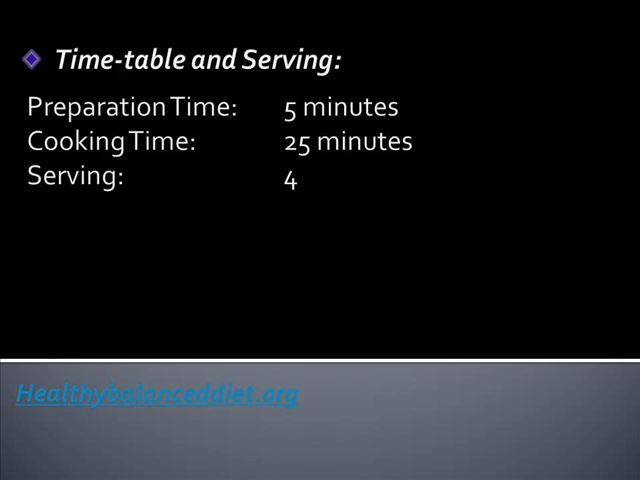 Time-table and Serving:
Preparation Time: 5 minutes
Cooking Time: 25 minutes
Serving: 4
Healthybalanceddiet.org